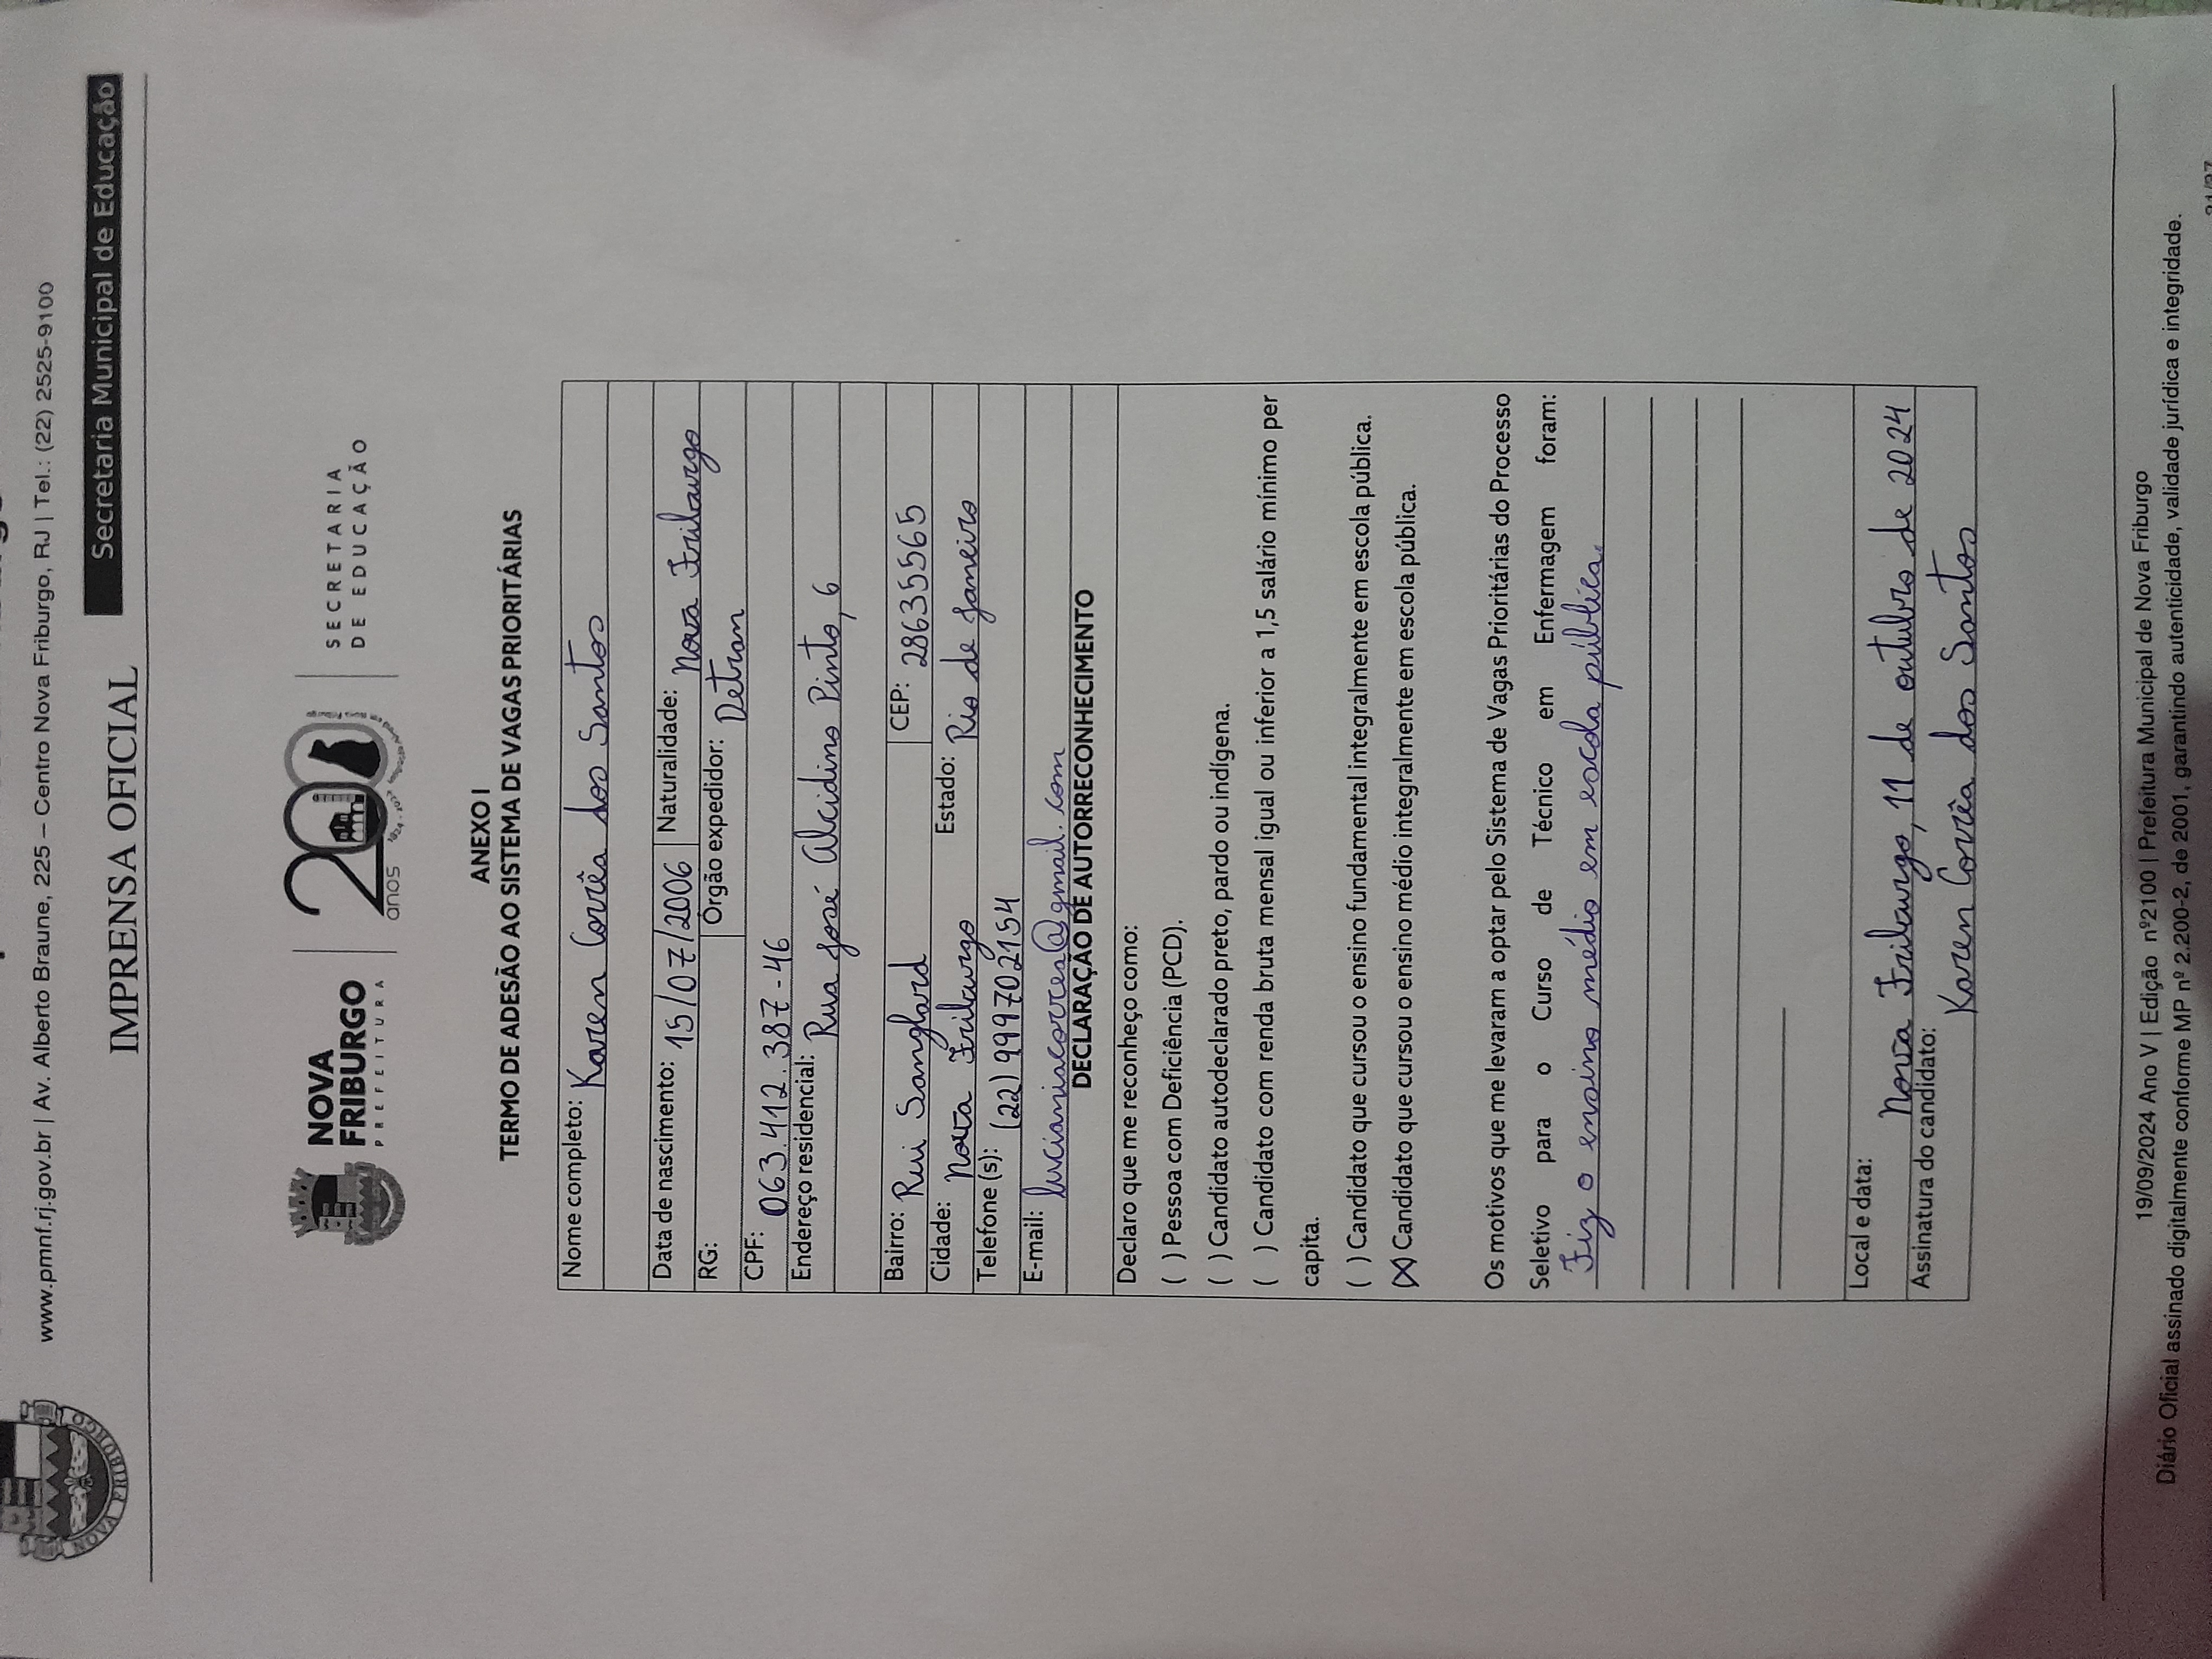 www.pmnf.rj.gov.br | Av. Alberto Braune, 225 – Centro Nova Friburgo, RJ | Tel.: (22) 2525-9100
NOVA FRIBURGO
IMPRENSA OFICIAL
Secretaria Municipal de Educação
NOVA
FRIBURGO
PREFEITURA
200
anos
SECRETARIA
DE EDUCAÇÃO
ANEXO I
TERMO DE ADESÃO AO SISTEMA DE VAGAS PRIORITÁRIAS
Nome completo: Karen Corrêa dos Santos
Data de nascimento: 15/07/2006 Naturalidade: Nova Friburgo
RG: Órgão expedidor: Detran
CPF: 063.412.387-46
Endereço residencial: Rua José Alcidino Pinto, 6
Bairro: Rui Sanglard CEP: 28635565
Cidade: Nova Friburgo Estado: Rio de Janeiro
Telefone (s): (22) 999702154
E-mail: lucianiacorrea@gmail.com
DECLARAÇÃO DE AUTORRECONHECIMENTO
Declaro que me reconheço como:
( ) Pessoa com Deficiência (PCD).
( ) Candidato autodeclarado preto, pardo ou indígena.
( ) Candidato com renda bruta mensal igual ou inferior a 1,5 salário mínimo per
capita.
( ) Candidato que cursou o ensino fundamental integralmente em escola pública.
(X) Candidato que cursou o ensino médio integralmente em escola pública.
Os motivos que me levaram a optar pelo Sistema de Vagas Prioritárias do Processo
Seletivo para o Curso de Técnico em Enfermagem foram:
Fiz o ensino médio em escola pública.
Local e data: Nova Friburgo, 11 de outubro de 2024
Assinatura do candidato: Karen Corrêa dos Santos
19/09/2024 Ano V | Edição nº2100 | Prefeitura Municipal de Nova Friburgo
Diário Oficial assinado digitalmente conforme MP nº 2.200-2, de 2001, garantindo autenticidade, validade jurídica e integridade.